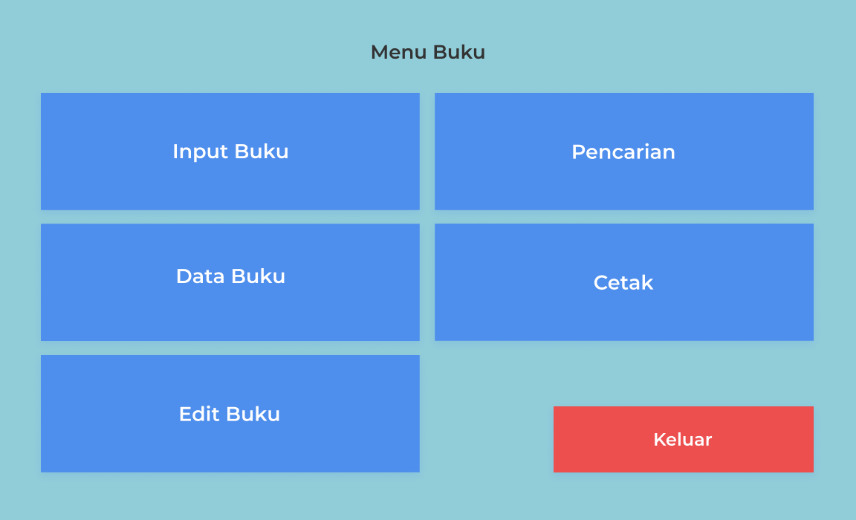 Menu Buku
Input Buku
Pencarian
Data Buku
Cetak
Edit Buku
Keluar